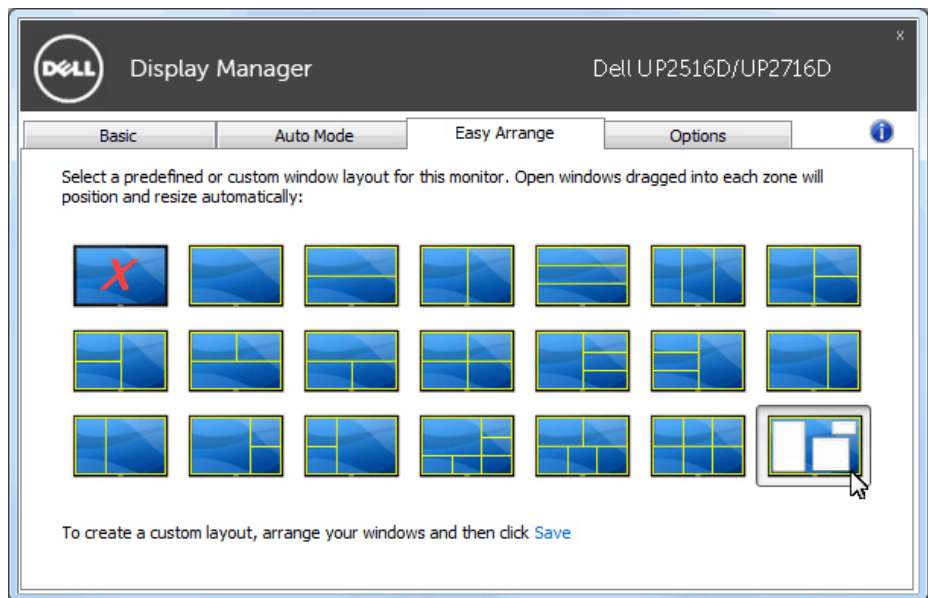 DELL
Display Manager
Dell UP2516D/UP2716D
x
Basic
Auto Mode
Easy Arrange
Options
i
Select a predefined or custom window layout for this monitor. Open windows dragged into each zone will
position and resize automatically:
X
To create a custom layout, arrange your windows and then click Save